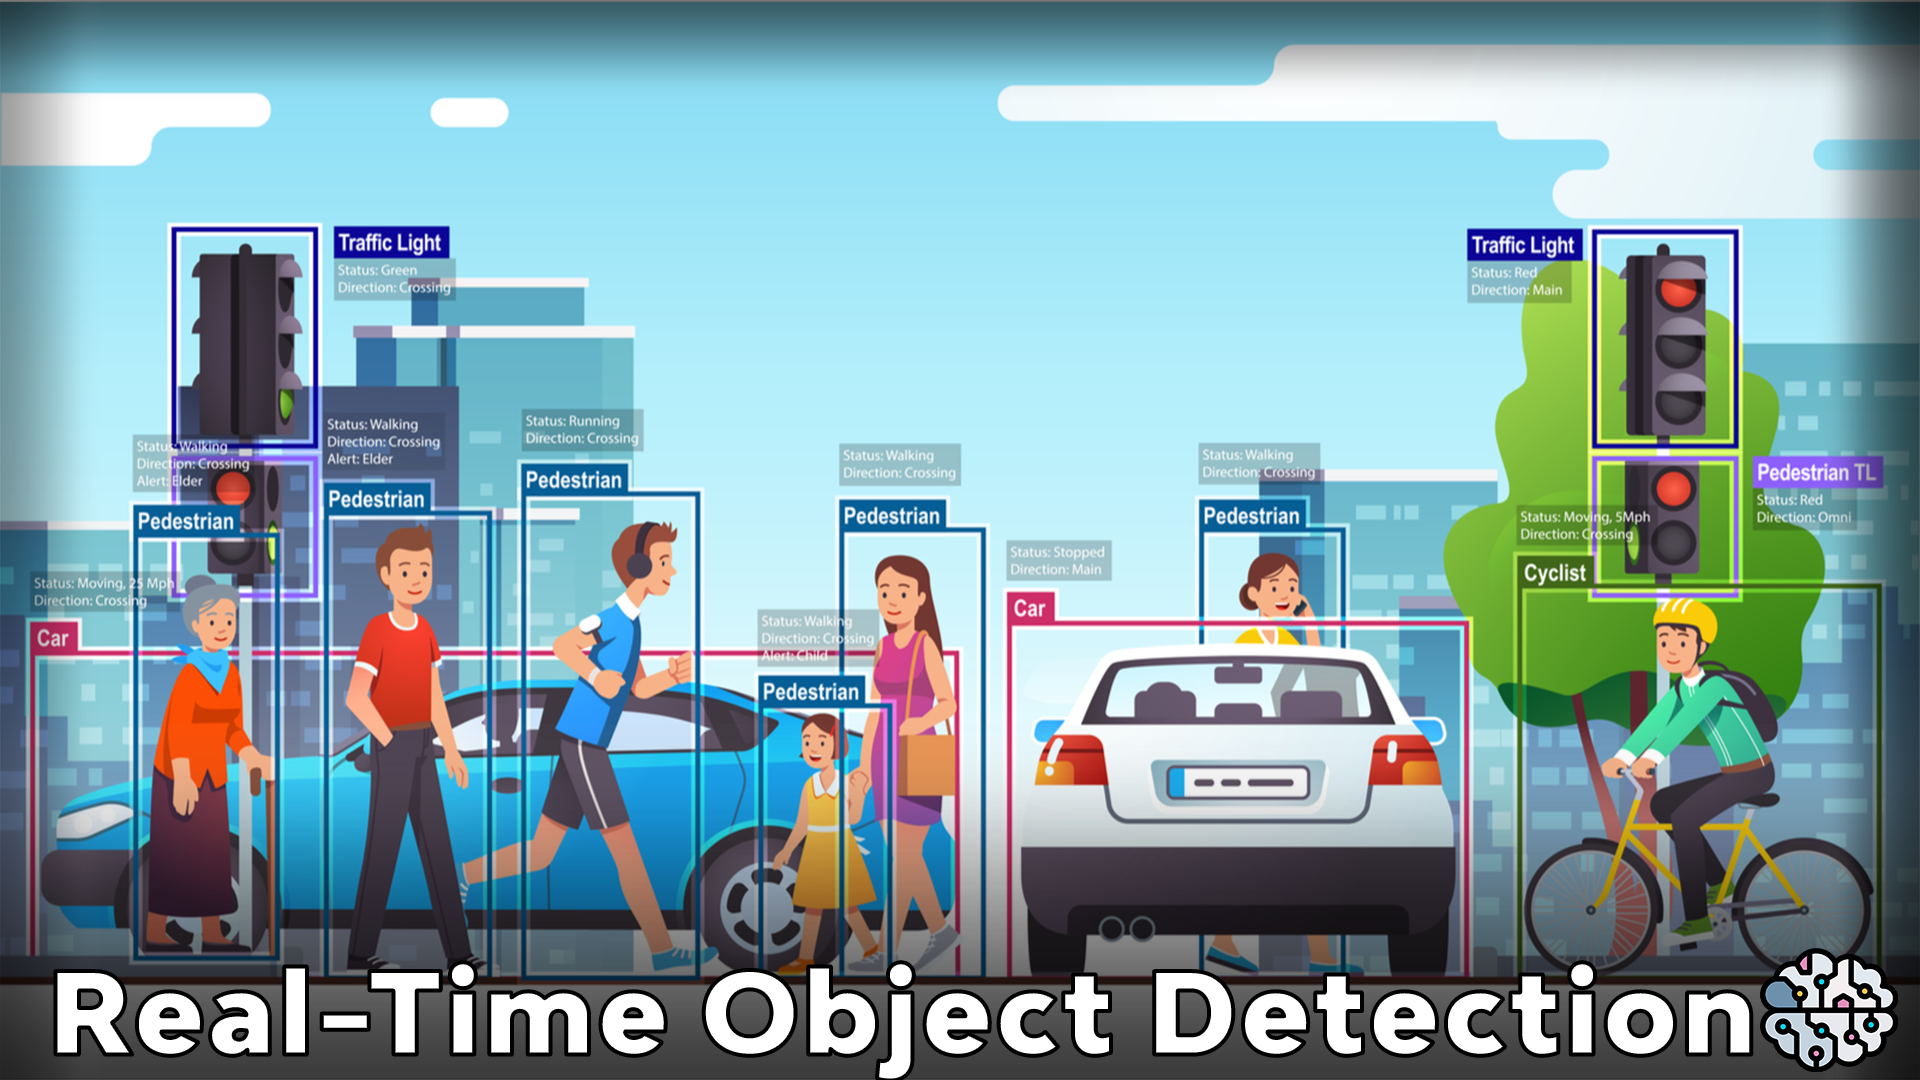 Traffic Light
Status: Green
Direction: Crossing
Traffic Light
Status: Red
Direction: Main
Status: Walking
Direction: Crossing
Alert: Elder
Pedestrian
Status: Walking
Direction: Crossing
Alert: Elder
Pedestrian
Status: Running
Direction: Crossing
Pedestrian
Status: Walking
Direction: Crossing
Pedestrian
Status: Walking
Direction: Crossing
Pedestrian
Pedestrian TL
Status: Red
Direction: Omni
Status: Moving, 5Mph
Direction: Crossing
Cyclist
Status: Moving, 25 Mph
Direction: Crossing
Car
Status: Walking
Direction: Crossing
Alert: Child
Pedestrian
Status: Stopped
Direction: Main
Car
Real-Time Object Detection